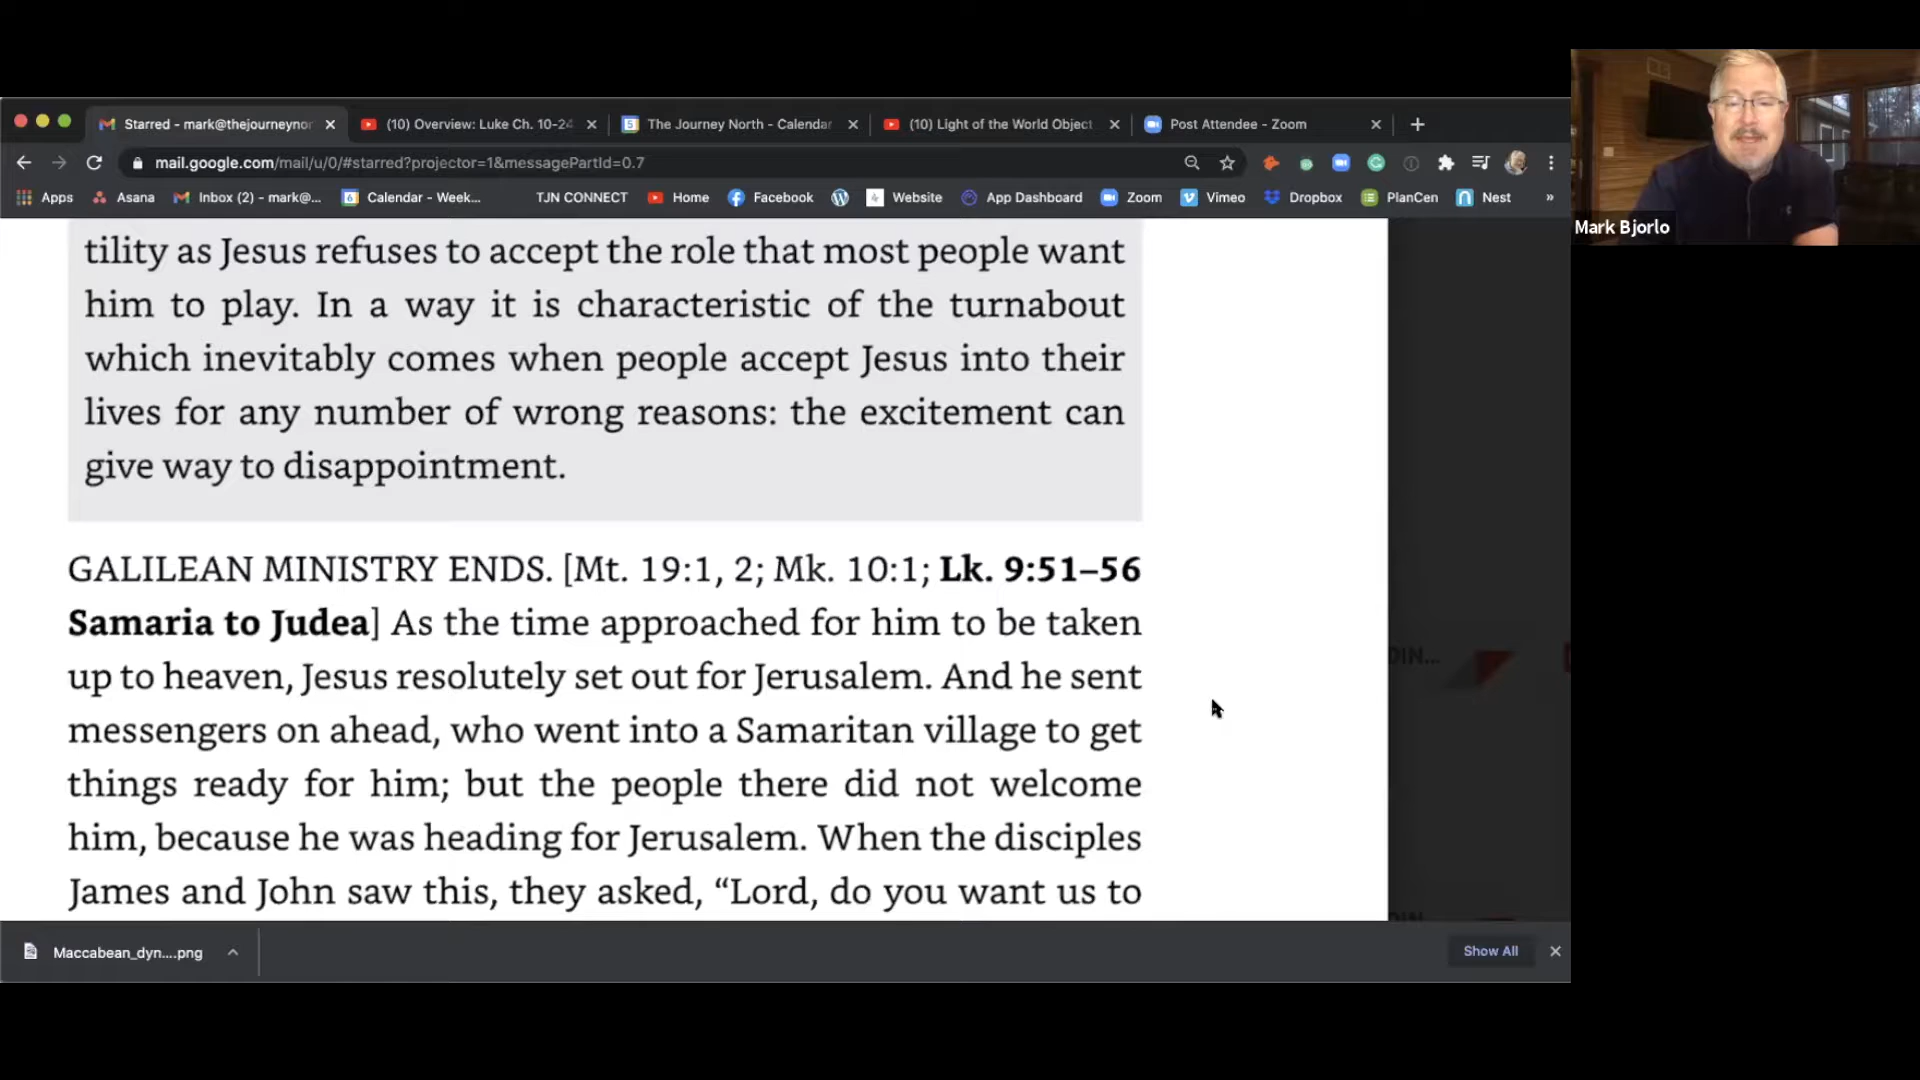 Starred - mark@thejourneynor
(10) Overview: Luke Ch. 10-24
The Journey North - Calendar
(10) Light of the World Object
Post Attendee - Zoom
mail.google.com/mail/u/0/#starred?projector=1&messagePartId=0.7
Apps Asana Inbox (2) - mark@... Calendar - Week... TJN CONNECT Home Facebook Website App Dashboard Zoom Vimeo Dropbox PlanCen Nest »
Mark Bjorlo
tility as Jesus refuses to accept the role that most people want
him to play. In a way it is characteristic of the turnabout
which inevitably comes when people accept Jesus into their
lives for any number of wrong reasons: the excitement can
give way to disappointment.
GALILEAN MINISTRY ENDS. [Mt. 19:1, 2; Mk. 10:1; Lk. 9:51–56
Samaria to Judea] As the time approached for him to be taken
up to heaven, Jesus resolutely set out for Jerusalem. And he sent
messengers on ahead, who went into a Samaritan village to get
things ready for him; but the people there did not welcome
him, because he was heading for Jerusalem. When the disciples
James and John saw this, they asked, “Lord, do you want us to
DIN...
Maccabean_dyn....png
Show All